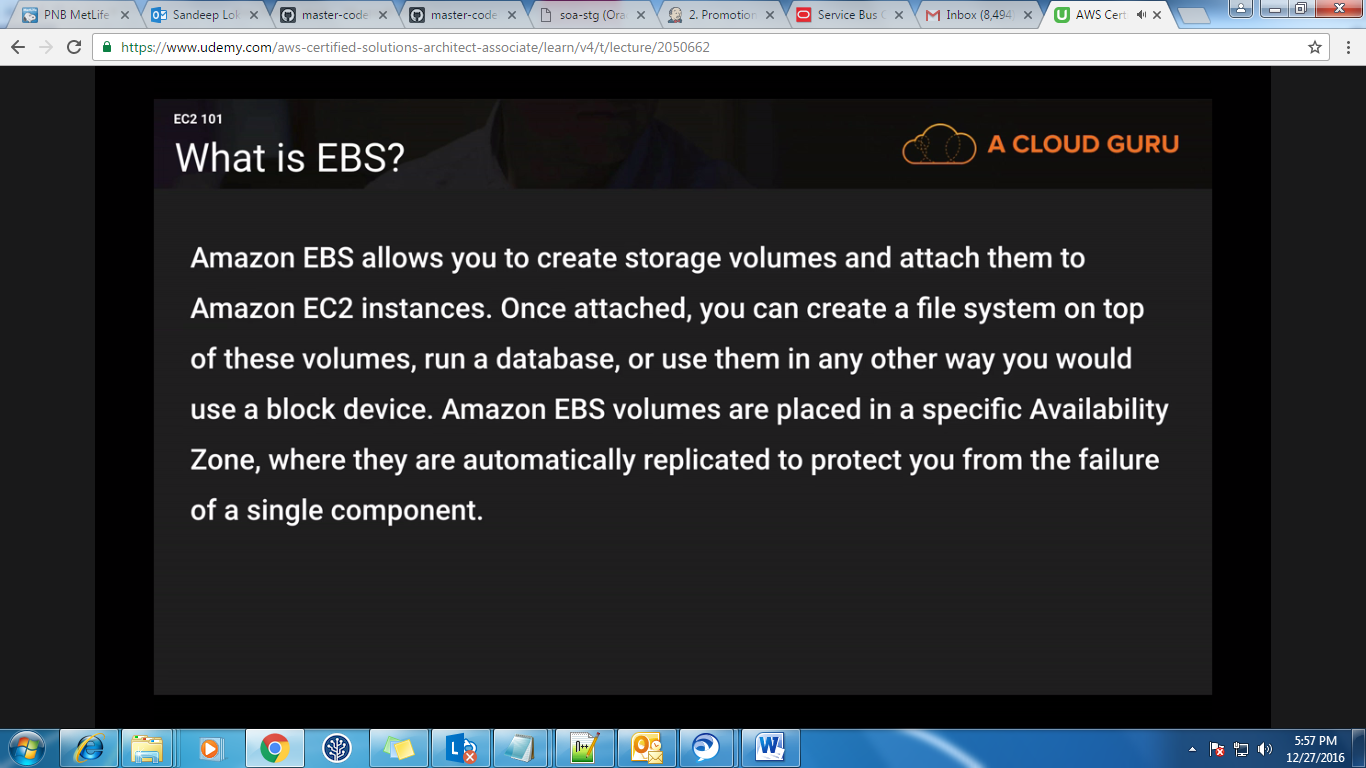 PNB MetLife
Sandeep Lok
master-code
master-code
soa-stg (Ora
2. Promotion
Service Bus
Inbox (8,494
AWS Cert
https://www.udemy.com/aws-certified-solutions-architect-associate/learn/v4/t/lecture/2050662
EC2 101
What is EBS?
A CLOUD GURU
Amazon EBS allows you to create storage volumes and attach them to
Amazon EC2 instances. Once attached, you can create a file system on top
of these volumes, run a database, or use them in any other way you would
use a block device. Amazon EBS volumes are placed in a specific Availability
Zone, where they are automatically replicated to protect you from the failure
of a single component.
5:57 PM
12/27/2016